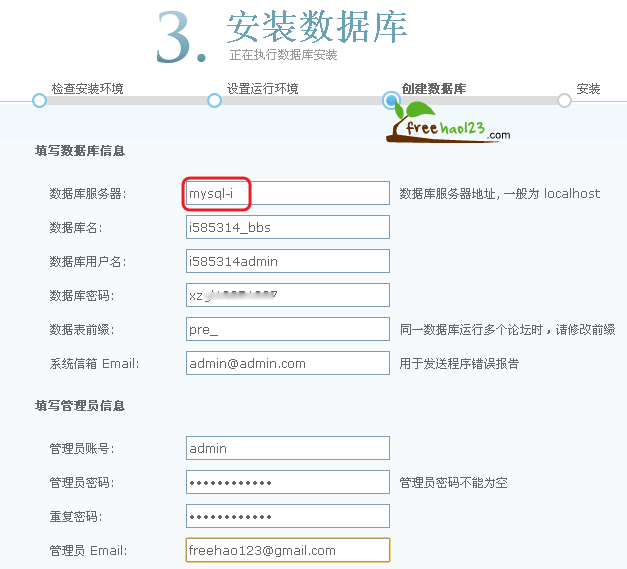 3. 安装数据库
正在执行数据库安装
检查安装环境 设置运行环境 创建数据库 安装
freehao123.com
填写数据库信息
数据库服务器: mysql-i 数据库服务器地址, 一般为 localhost
数据库名: i585314_bbs
数据库用户名: i585314admin
数据库密码:
数据表前缀: pre_ 同一数据库运行多个论坛时，请修改前缀
系统信箱 Email: admin@admin.com 用于发送程序错误报告
填写管理员信息
管理员账号: admin
管理员密码: •••••••••••• 管理员密码不能为空
重复密码: ••••••••••••
管理员 Email: freehao123@gmail.com